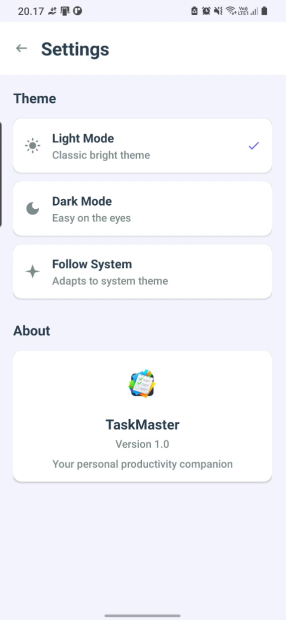 20.17
Settings
Theme
Light Mode
Classic bright theme
Dark Mode
Easy on the eyes
Follow System
Adapts to system theme
About
TaskMaster
Version 1.0
Your personal productivity companion